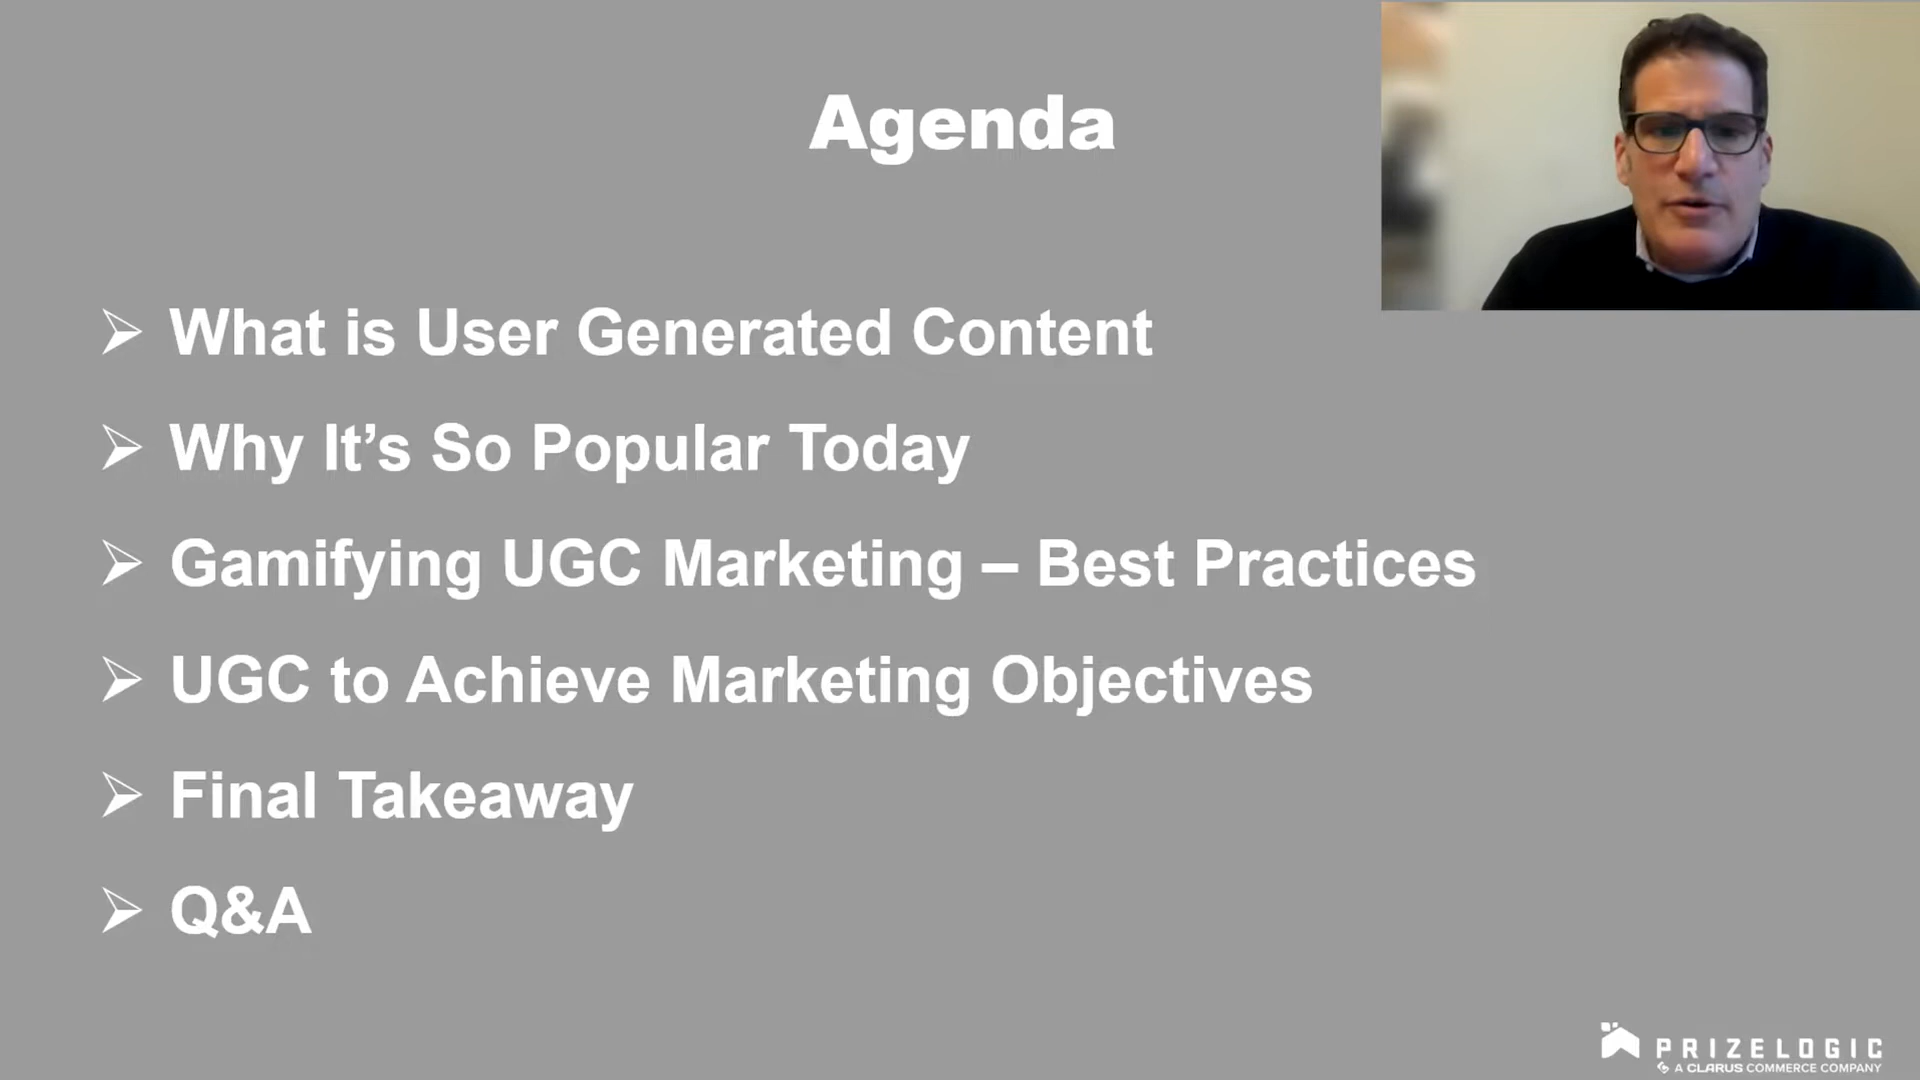 Agenda
What is User Generated Content
Why It’s So Popular Today
Gamifying UGC Marketing – Best Practices
UGC to Achieve Marketing Objectives
Final Takeaway
Q&A
PRIZELOGIC
A CLARUS COMMERCE COMPANY